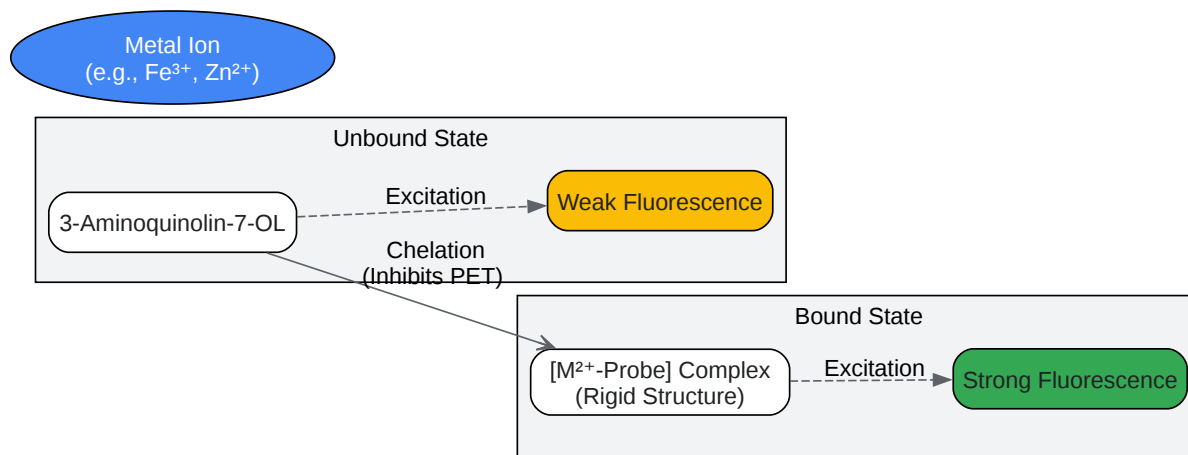 Metal Ion
(e.g., Fe³⁺, Zn²⁺)
Unbound State
3-Aminoquinolin-7-OL
Excitation
Weak Fluorescence
Chelation
(Inhibits PET)
Bound State
[M²⁺-Probe] Complex
(Rigid Structure)
Excitation
Strong Fluorescence